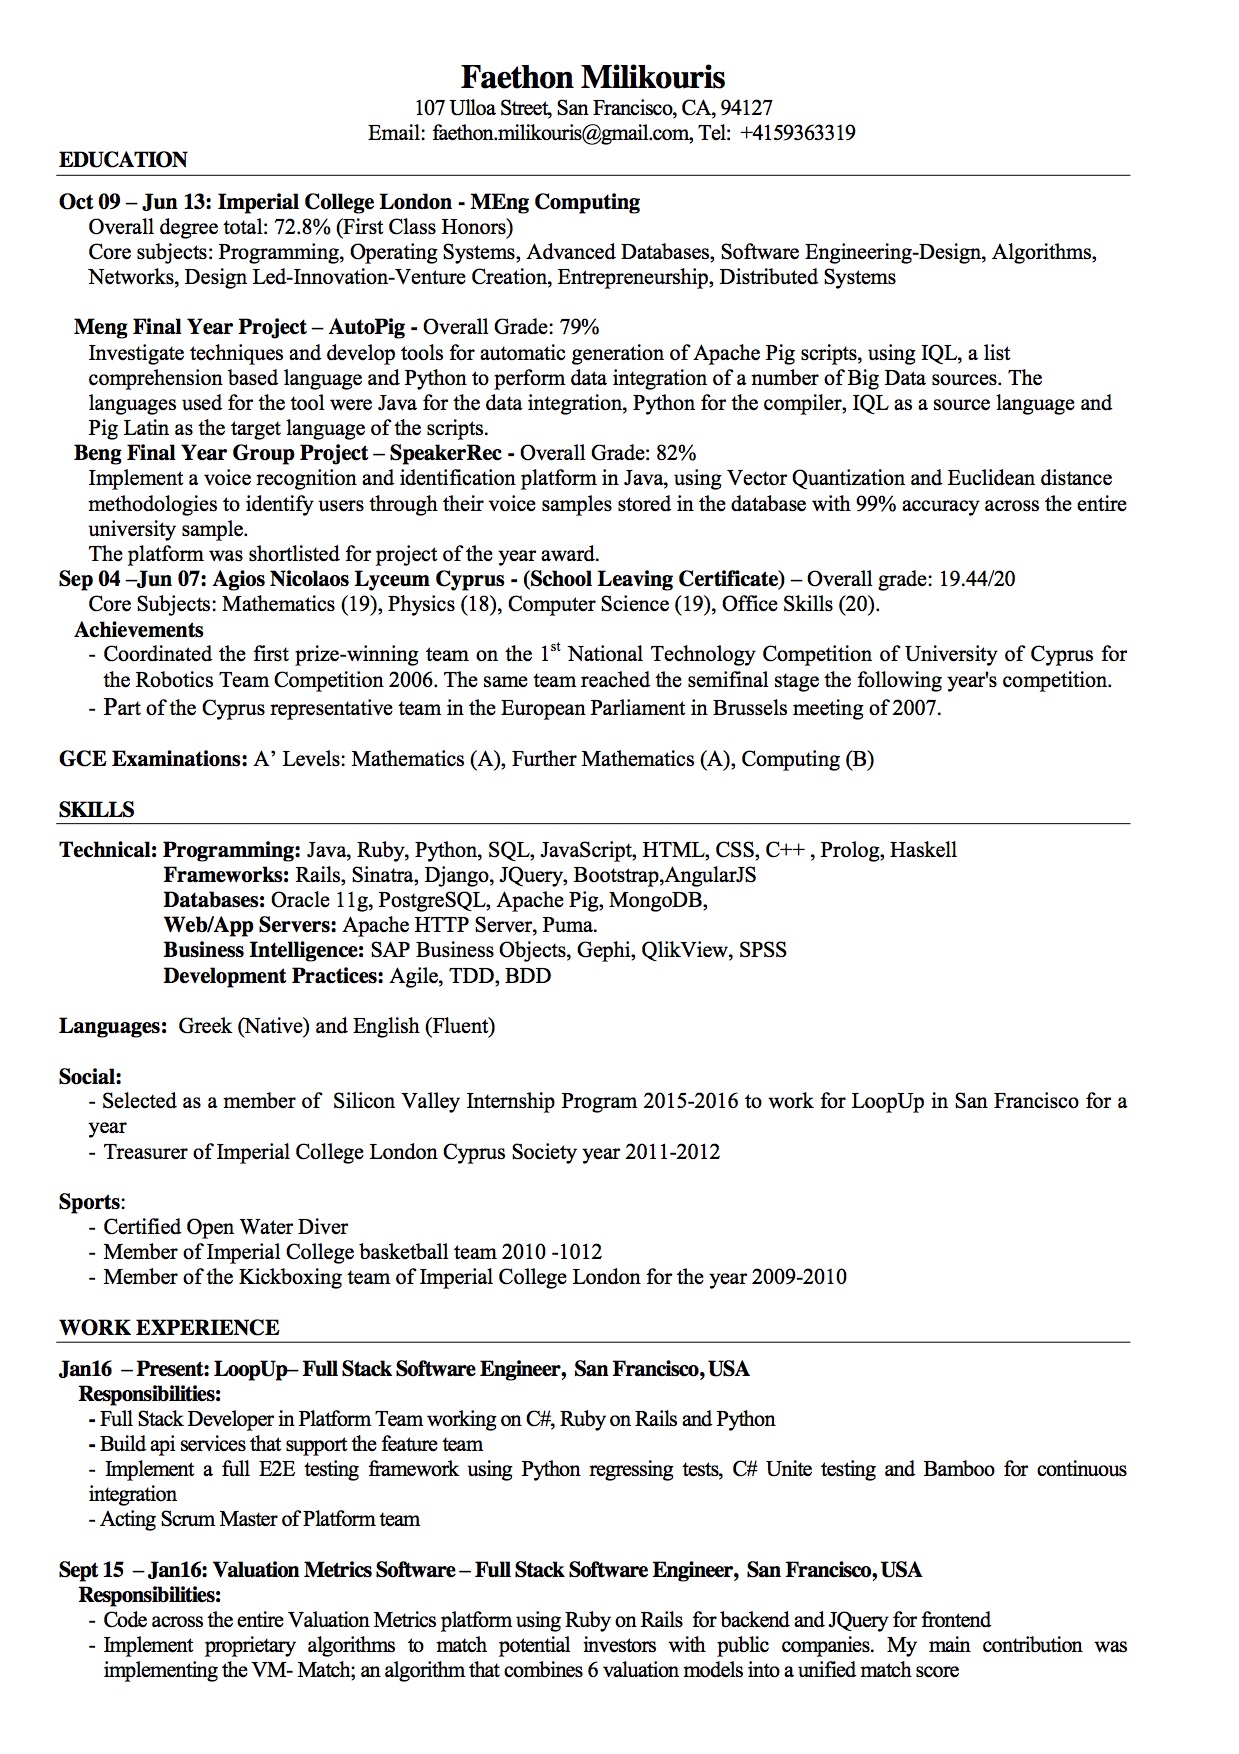 Faethon Milikouris
107 Ulloa Street, San Francisco, CA, 94127
Email: faethon.milikouris@gmail.com, Tel: +4159363319
EDUCATION
Oct 09 – Jun 13: Imperial College London - MEng Computing
Overall degree total: 72.8% (First Class Honors)
Core subjects: Programming, Operating Systems, Advanced Databases, Software Engineering-Design, Algorithms,
Networks, Design Led-Innovation-Venture Creation, Entrepreneurship, Distributed Systems
Meng Final Year Project – AutoPig - Overall Grade: 79%
Investigate techniques and develop tools for automatic generation of Apache Pig scripts, using IQL, a list
comprehension based language and Python to perform data integration of a number of Big Data sources. The
languages used for the tool were Java for the data integration, Python for the compiler, IQL as a source language and
Pig Latin as the target language of the scripts.
Beng Final Year Group Project – SpeakerRec - Overall Grade: 82%
Implement a voice recognition and identification platform in Java, using Vector Quantization and Euclidean distance
methodologies to identify users through their voice samples stored in the database with 99% accuracy across the entire
university sample.
The platform was shortlisted for project of the year award.
Sep 04 –Jun 07: Agios Nicolaos Lyceum Cyprus - (School Leaving Certificate) – Overall grade: 19.44/20
Core Subjects: Mathematics (19), Physics (18), Computer Science (19), Office Skills (20).
Achievements
- Coordinated the first prize-winning team on the 1st National Technology Competition of University of Cyprus for
the Robotics Team Competition 2006. The same team reached the semifinal stage the following year's competition.
- Part of the Cyprus representative team in the European Parliament in Brussels meeting of 2007.
GCE Examinations: A’ Levels: Mathematics (A), Further Mathematics (A), Computing (B)
SKILLS
Technical: Programming: Java, Ruby, Python, SQL, JavaScript, HTML, CSS, C++ , Prolog, Haskell
Frameworks: Rails, Sinatra, Django, JQuery, Bootstrap,AngularJS
Databases: Oracle 11g, PostgreSQL, Apache Pig, MongoDB,
Web/App Servers: Apache HTTP Server, Puma.
Business Intelligence: SAP Business Objects, Gephi, QlikView, SPSS
Development Practices: Agile, TDD, BDD
Languages: Greek (Native) and English (Fluent)
Social:
- Selected as a member of Silicon Valley Internship Program 2015-2016 to work for LoopUp in San Francisco for a
year
- Treasurer of Imperial College London Cyprus Society year 2011-2012
Sports:
- Certified Open Water Diver
- Member of Imperial College basketball team 2010 -1012
- Member of the Kickboxing team of Imperial College London for the year 2009-2010
WORK EXPERIENCE
Jan16 – Present: LoopUp– Full Stack Software Engineer, San Francisco, USA
Responsibilities:
- Full Stack Developer in Platform Team working on C#, Ruby on Rails and Python
- Build api services that support the feature team
- Implement a full E2E testing framework using Python regressing tests, C# Unite testing and Bamboo for continuous
integration
- Acting Scrum Master of Platform team
Sept 15 – Jan16: Valuation Metrics Software – Full Stack Software Engineer, San Francisco, USA
Responsibilities:
- Code across the entire Valuation Metrics platform using Ruby on Rails for backend and JQuery for frontend
- Implement proprietary algorithms to match potential investors with public companies. My main contribution was
implementing the VM- Match; an algorithm that combines 6 valuation models into a unified match score